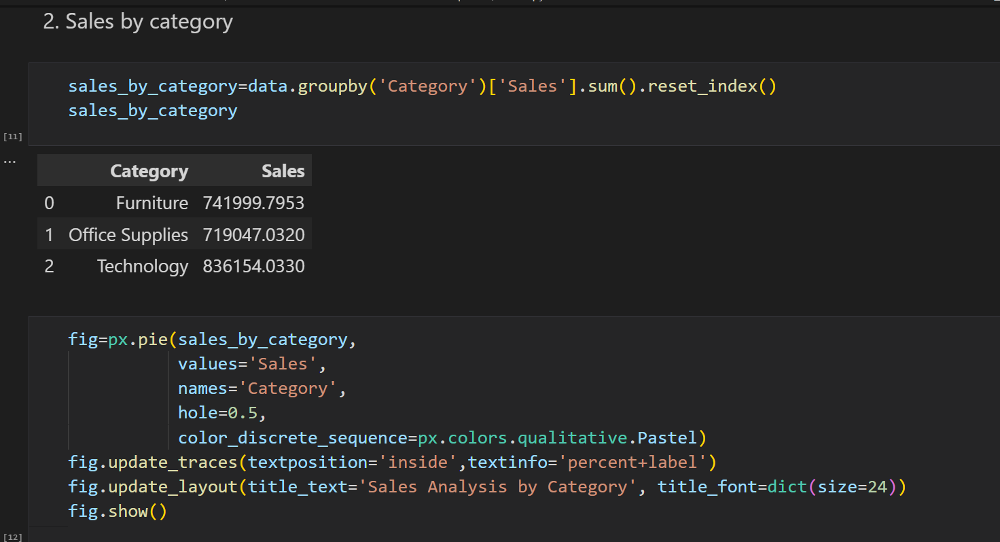 2. Sales by category
sales_by_category=data.groupby('Category')['Sales'].sum().reset_index()
sales_by_category
[11]
...
Category Sales
0 Furniture 741999.7953
1 Office Supplies 719047.0320
2 Technology 836154.0330
fig=px.pie(sales_by_category,
values='Sales',
names='Category',
hole=0.5,
color_discrete_sequence=px.colors.qualitative.Pastel)
fig.update_traces(textposition='inside',textinfo='percent+label')
fig.update_layout(title_text='Sales Analysis by Category', title_font=dict(size=24))
fig.show()
[12]